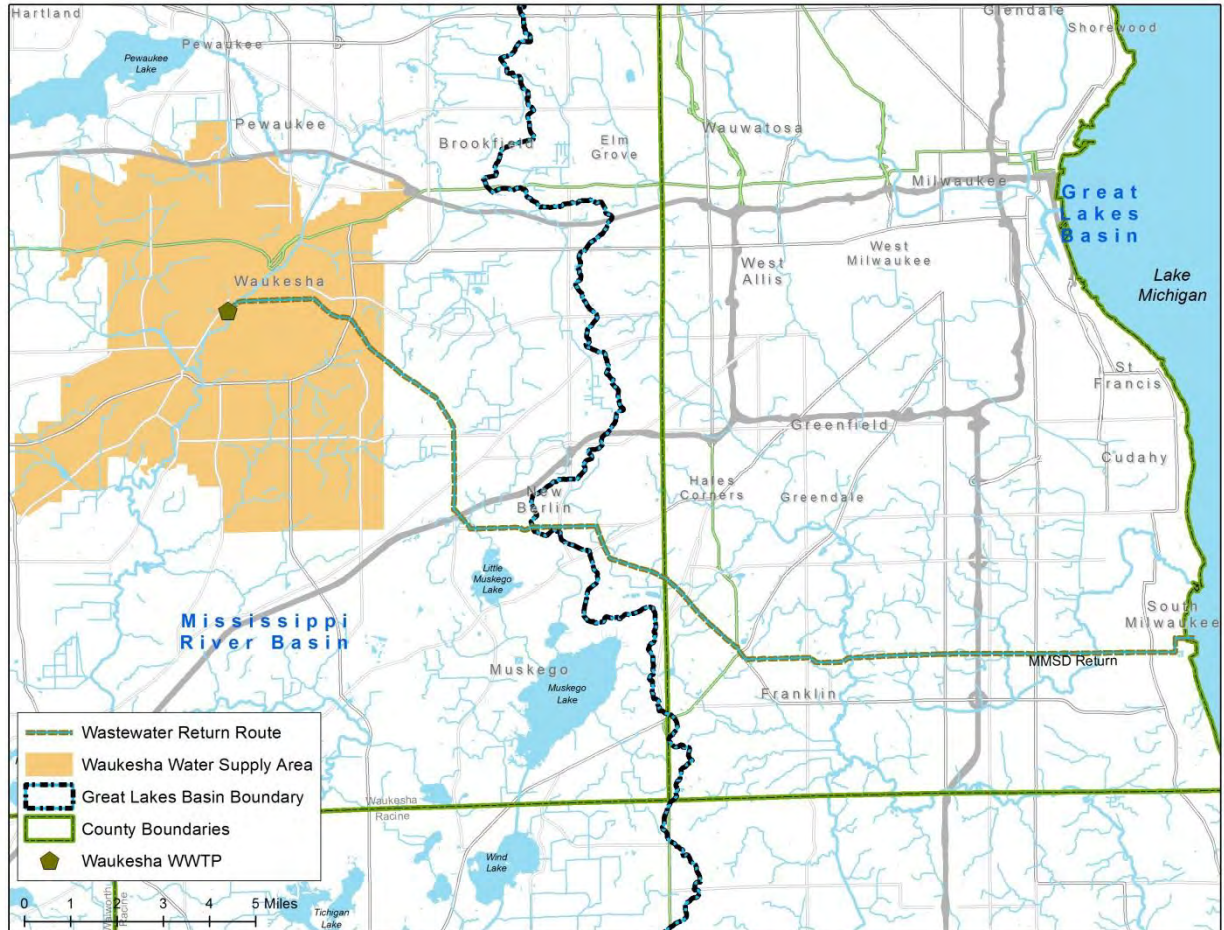 Hartland
Glendale
Shorewood
Pewaukee
Pewaukee
Lake
Pewaukee
Brookfield
Elm
Grove
Wauwatosa
Milwaukee
Great
Lakes
Basin
West
Allis
West
Milwaukee
Lake
Michigan
Waukesha
St
Francis
Greenfield
Cudahy
New
Berlin
Hales
Corners
Greendale
Little
Muskego
Lake
Mississippi
River Basin
South
Milwaukee
MMSD Return
Muskego
Muskego
Lake
Franklin
Wastewater Return Route
Waukesha Water Supply Area
Great Lakes Basin Boundary
County Boundaries
Waukesha WWTP
Waukesha
Racine
Wind
Lake
0 1 2 3 4 5 Miles
Walworth
Racine
Tichigan
Lake